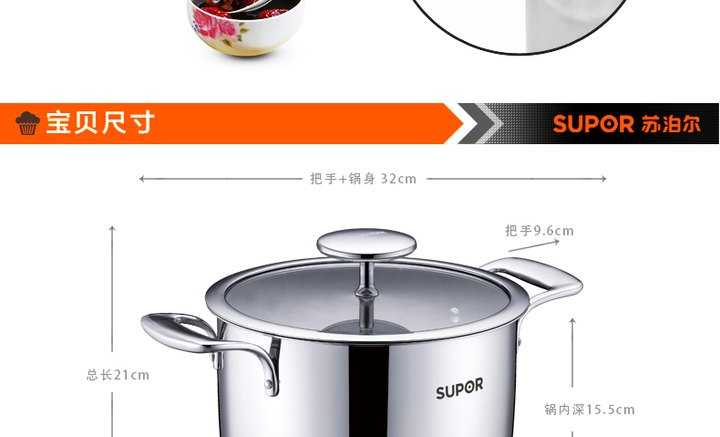 宝贝尺寸
SUPOR 苏泊尔
把手+锅身 32cm
把手9.6cm
总长21cm
SUPOR
锅内深15.5cm